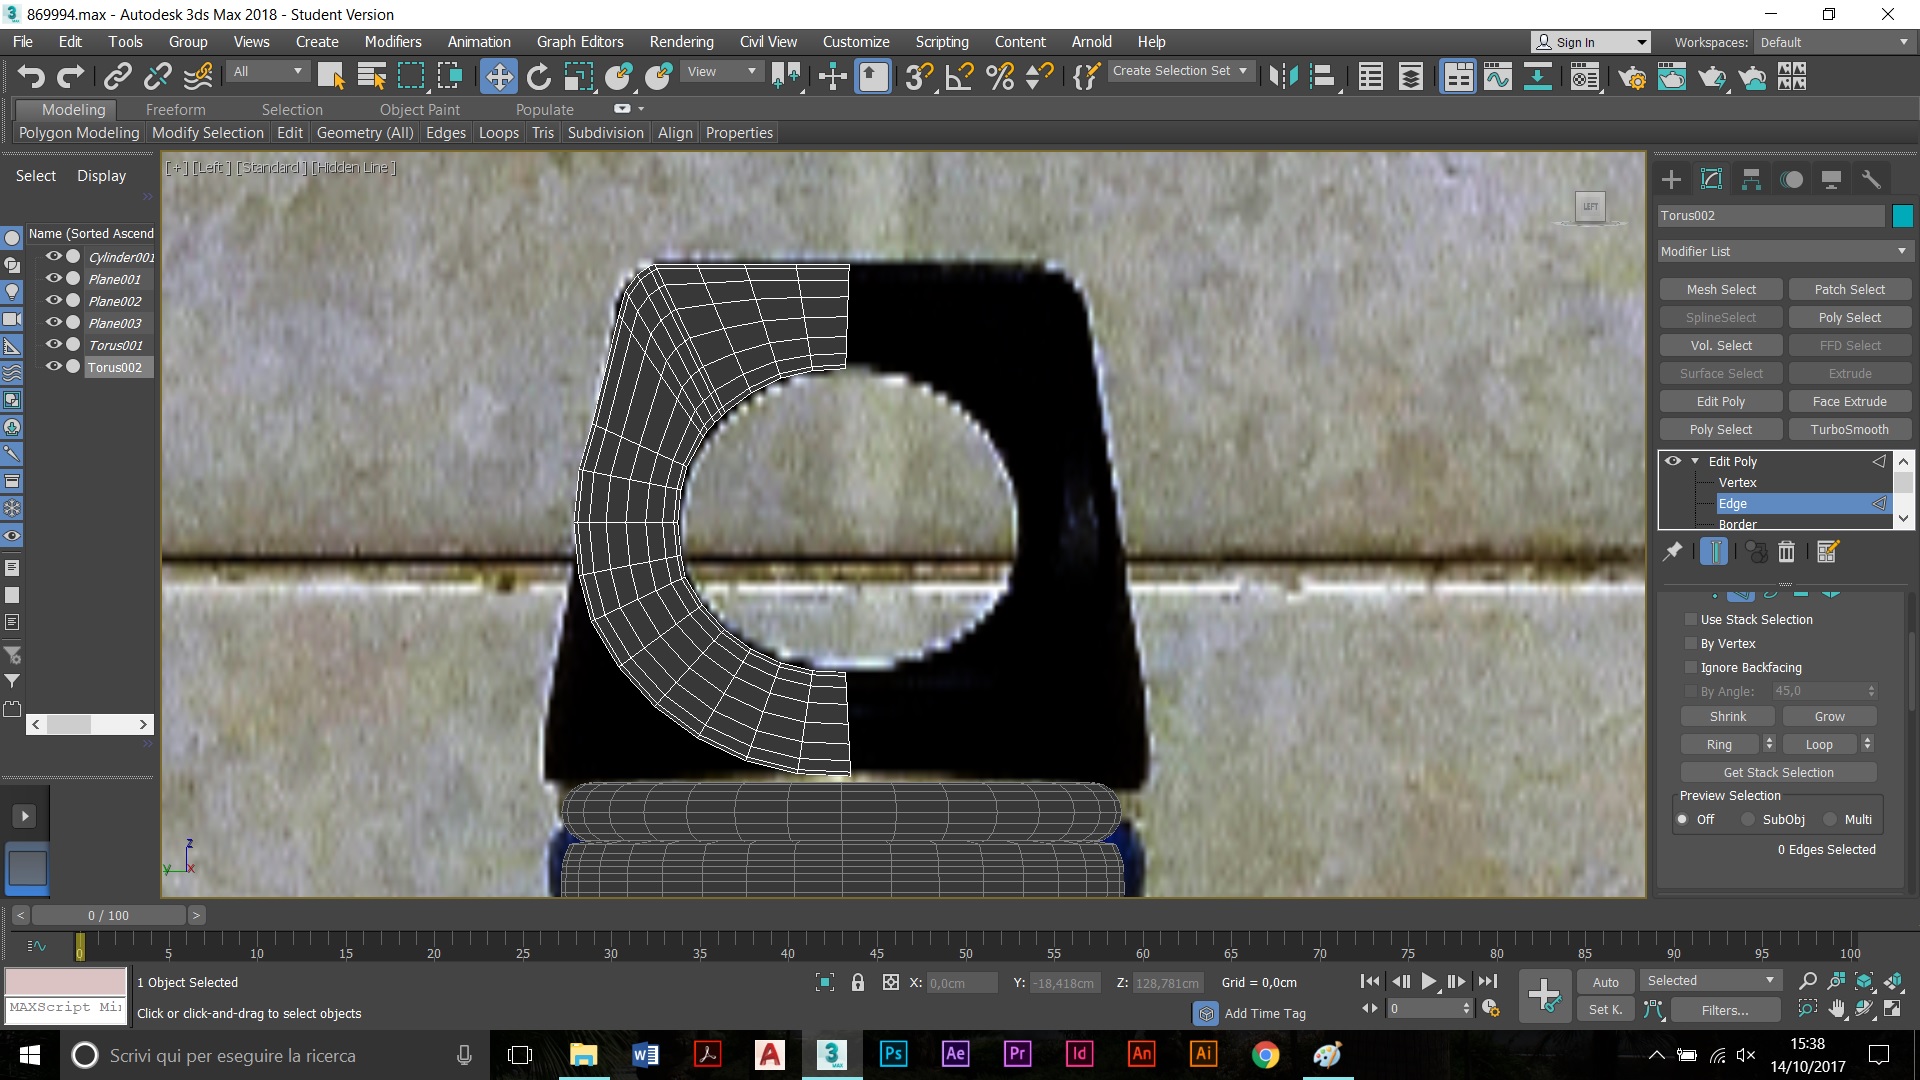 869994.max - Autodesk 3ds Max 2018 - Student Version
File Edit Tools Group Views Create Modifiers Animation Graph Editors Rendering Civil View Customize Scripting Content Arnold Help
Sign In
Workspaces: Default
All
View
Create Selection Set
Modeling Freeform Selection Object Paint Populate
Polygon Modeling Modify Selection Edit Geometry (All) Edges Loops Tris Subdivision Align Properties
Select Display
Name (Sorted Ascend
Cylinder001
Plane001
Plane002
Plane003
Torus001
Torus002
[+] [Left] [Standard] [Hidden Line]
LEFT
z
y
x
Torus002
Modifier List
Mesh Select Patch Select
SplineSelect Poly Select
Vol. Select FFD Select
Surface Select Extrude
Edit Poly Face Extrude
Poly Select TurboSmooth
Edit Poly
Vertex
Edge
Border
Use Stack Selection
By Vertex
Ignore Backfacing
By Angle: 45,0
Shrink Grow
Ring Loop
Get Stack Selection
Preview Selection
Off SubObj Multi
0 Edges Selected
< 0 / 100 >
0 5 10 15 20 25 30 35 40 45 50 55 60 65 70 75 80 85 90 95 100
1 Object Selected
X: 0,0cm Y: -18,418cm Z: 128,781cm Grid = 0,0cm
Auto Selected
MAXScript Mi
Click or click-and-drag to select objects
Add Time Tag
0
Set K. Filters...
Scrivi qui per eseguire la ricerca
Ps Ae Pr Id An Ai
15:38
14/10/2017